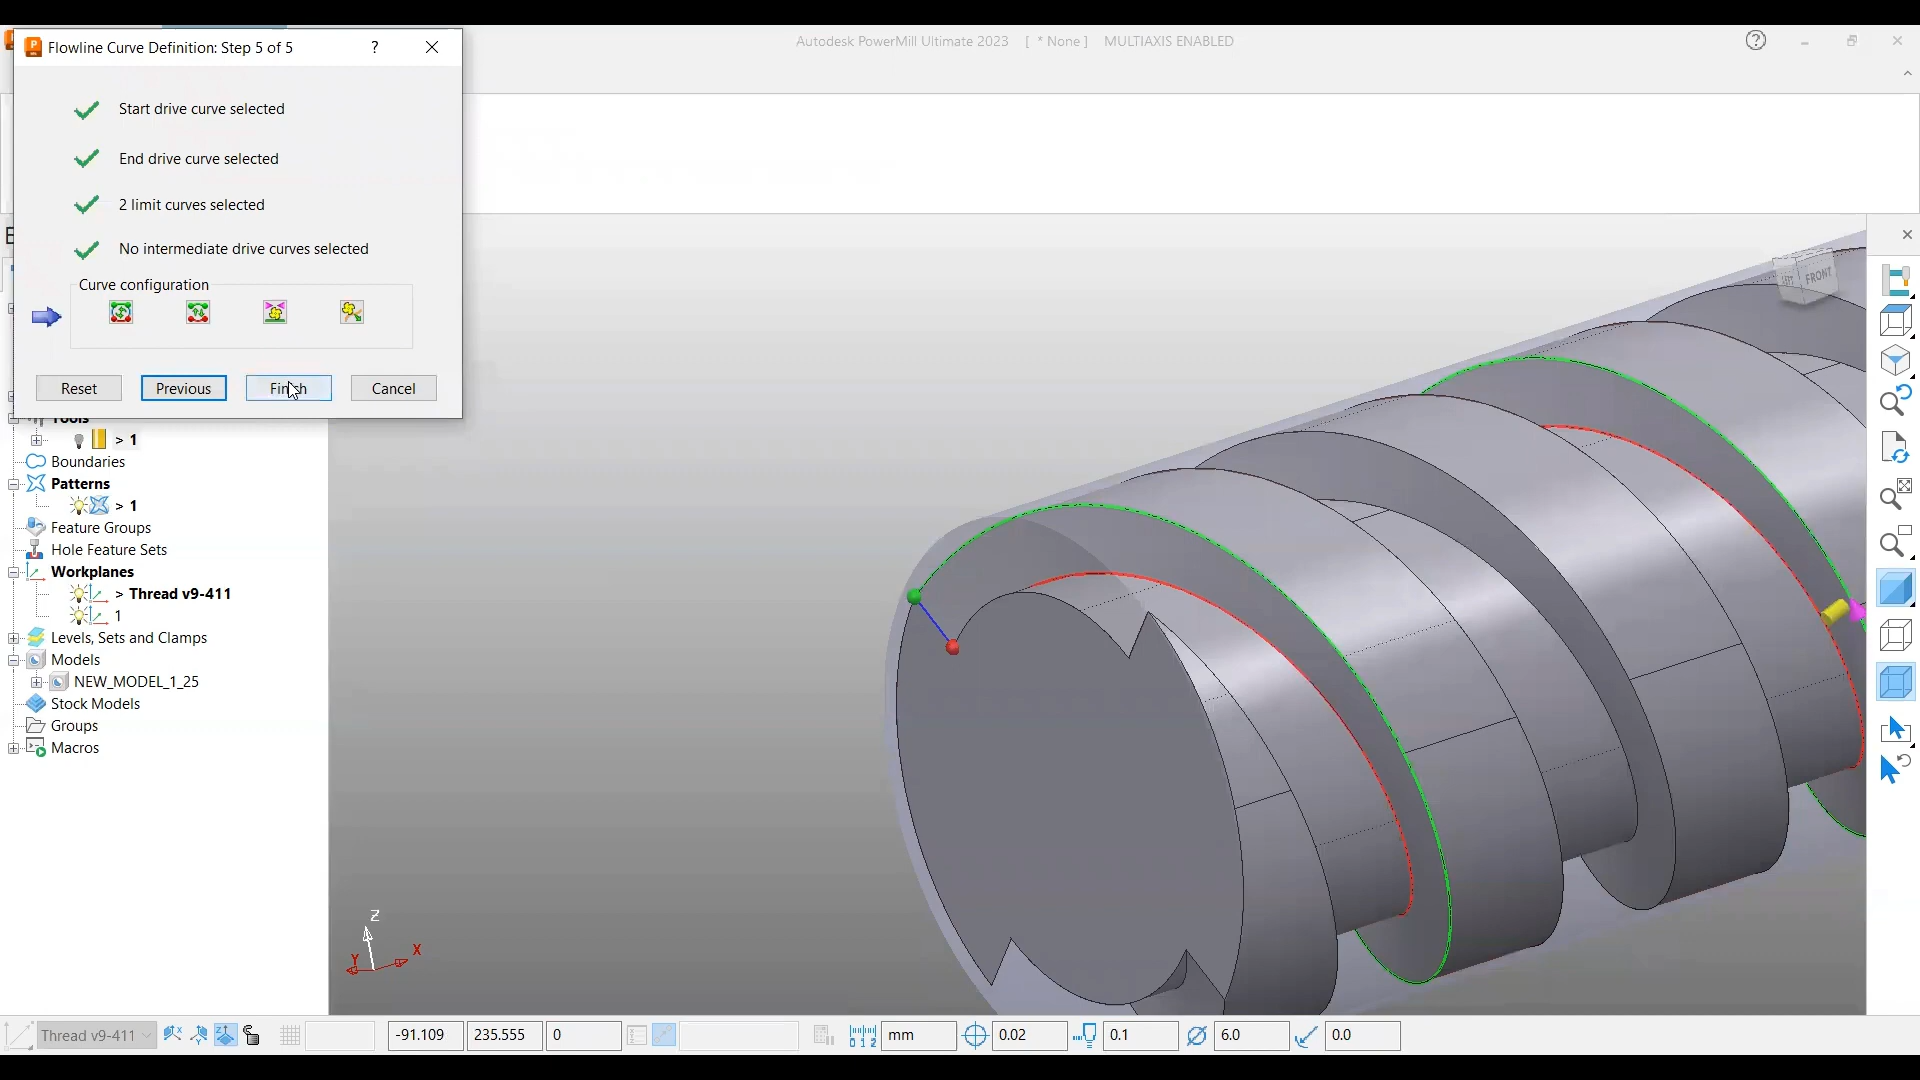 Flowline Curve Definition: Step 5 of 5
?
Autodesk PowerMill Ultimate 2023 [ * None ] MULTIAXIS ENABLED
Start drive curve selected
End drive curve selected
2 limit curves selected
No intermediate drive curves selected
Curve configuration
Reset
Previous
Finish
Cancel
FRONT
Tools
> 1
Boundaries
Patterns
> 1
Feature Groups
Hole Feature Sets
Workplanes
> Thread v9-411
1
Levels, Sets and Clamps
Models
NEW_MODEL_1_25
Stock Models
Groups
Macros
Z
Y
X
Thread v9-411
-91.109
235.555
0
mm
0.02
0.1
6.0
0.0